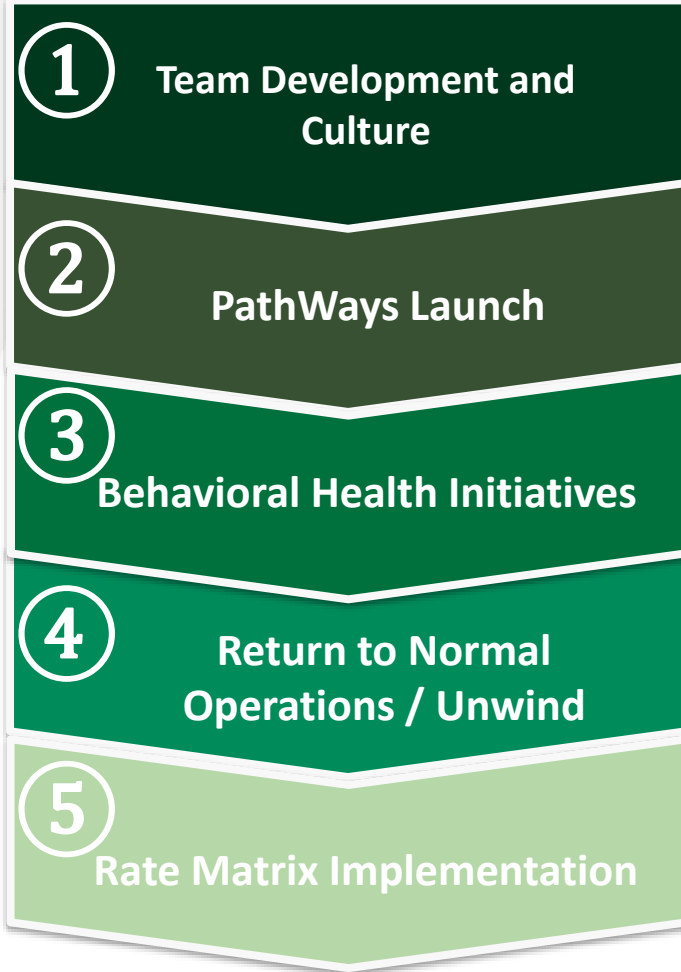 ①
Team Development and
Culture
②
PathWays Launch
③
Behavioral Health Initiatives
④
Return to Normal
Operations / Unwind
⑤
Rate Matrix Implementation